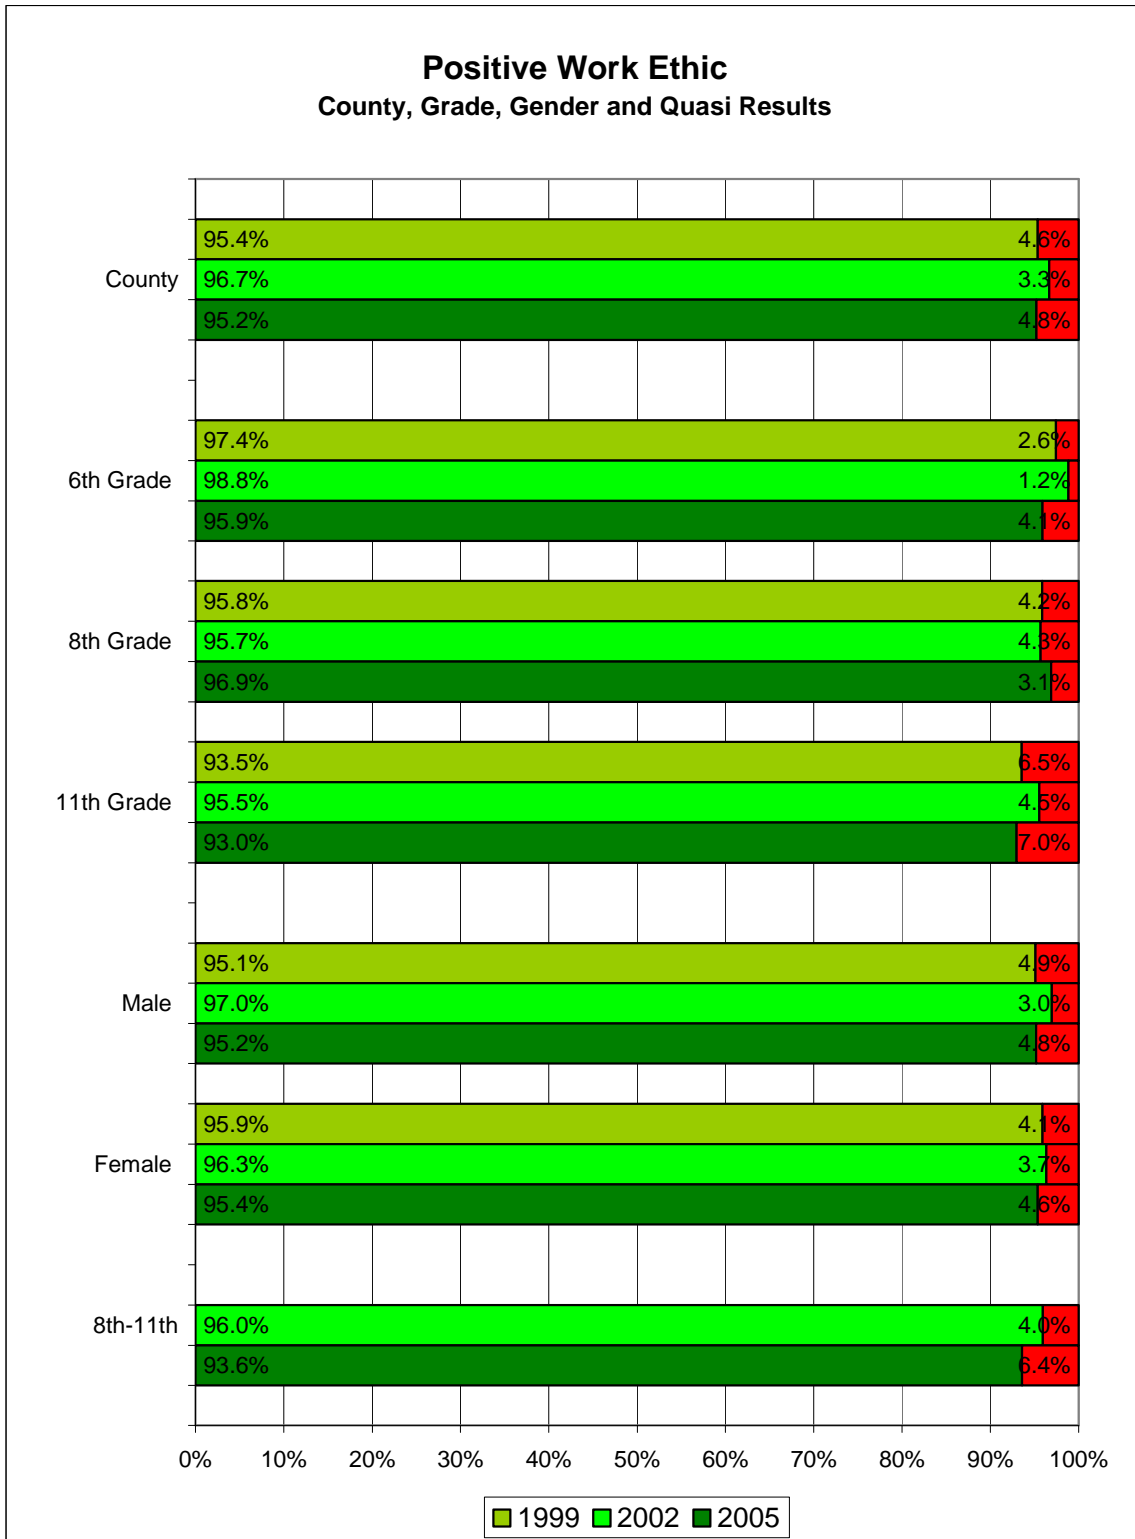 Positive Work Ethic
County, Grade, Gender and Quasi Results
95.4% 4.6%
County 96.7% 3.3%
95.2% 4.8%
97.4% 2.6%
6th Grade 98.8% 1.2%
95.9% 4.1%
95.8% 4.2%
8th Grade 95.7% 4.3%
96.9% 3.1%
93.5% 6.5%
11th Grade 95.5% 4.5%
93.0% 7.0%
95.1% 4.9%
Male 97.0% 3.0%
95.2% 4.8%
95.9% 4.1%
Female 96.3% 3.7%
95.4% 4.6%
8th-11th 96.0% 4.0%
93.6% 6.4%
0% 10% 20% 30% 40% 50% 60% 70% 80% 90% 100%
1999 2002 2005